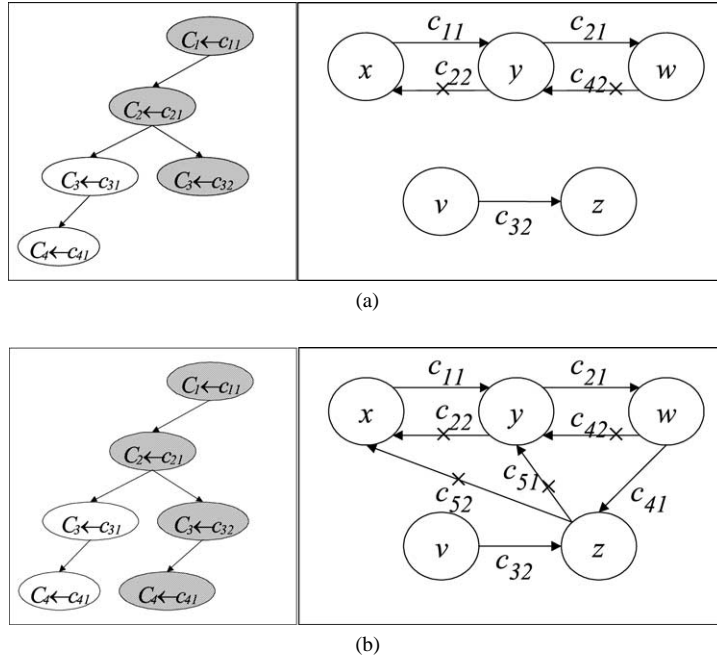 C₁←c₁₁
C₂←c₂₁
C₃←c₃₁
C₃←c₃₂
C₄←c₄₁
x
c₁₁
y
c₂₁
w
c₂₂
c₄₂
v
c₃₂
z
(a)
C₁←c₁₁
C₂←c₂₁
C₃←c₃₁
C₃←c₃₂
C₄←c₄₁
C₄←c₄₁
x
c₁₁
y
c₂₁
w
c₂₂
c₄₂
c₅₂
c₅₁
c₄₁
v
c₃₂
z
(b)